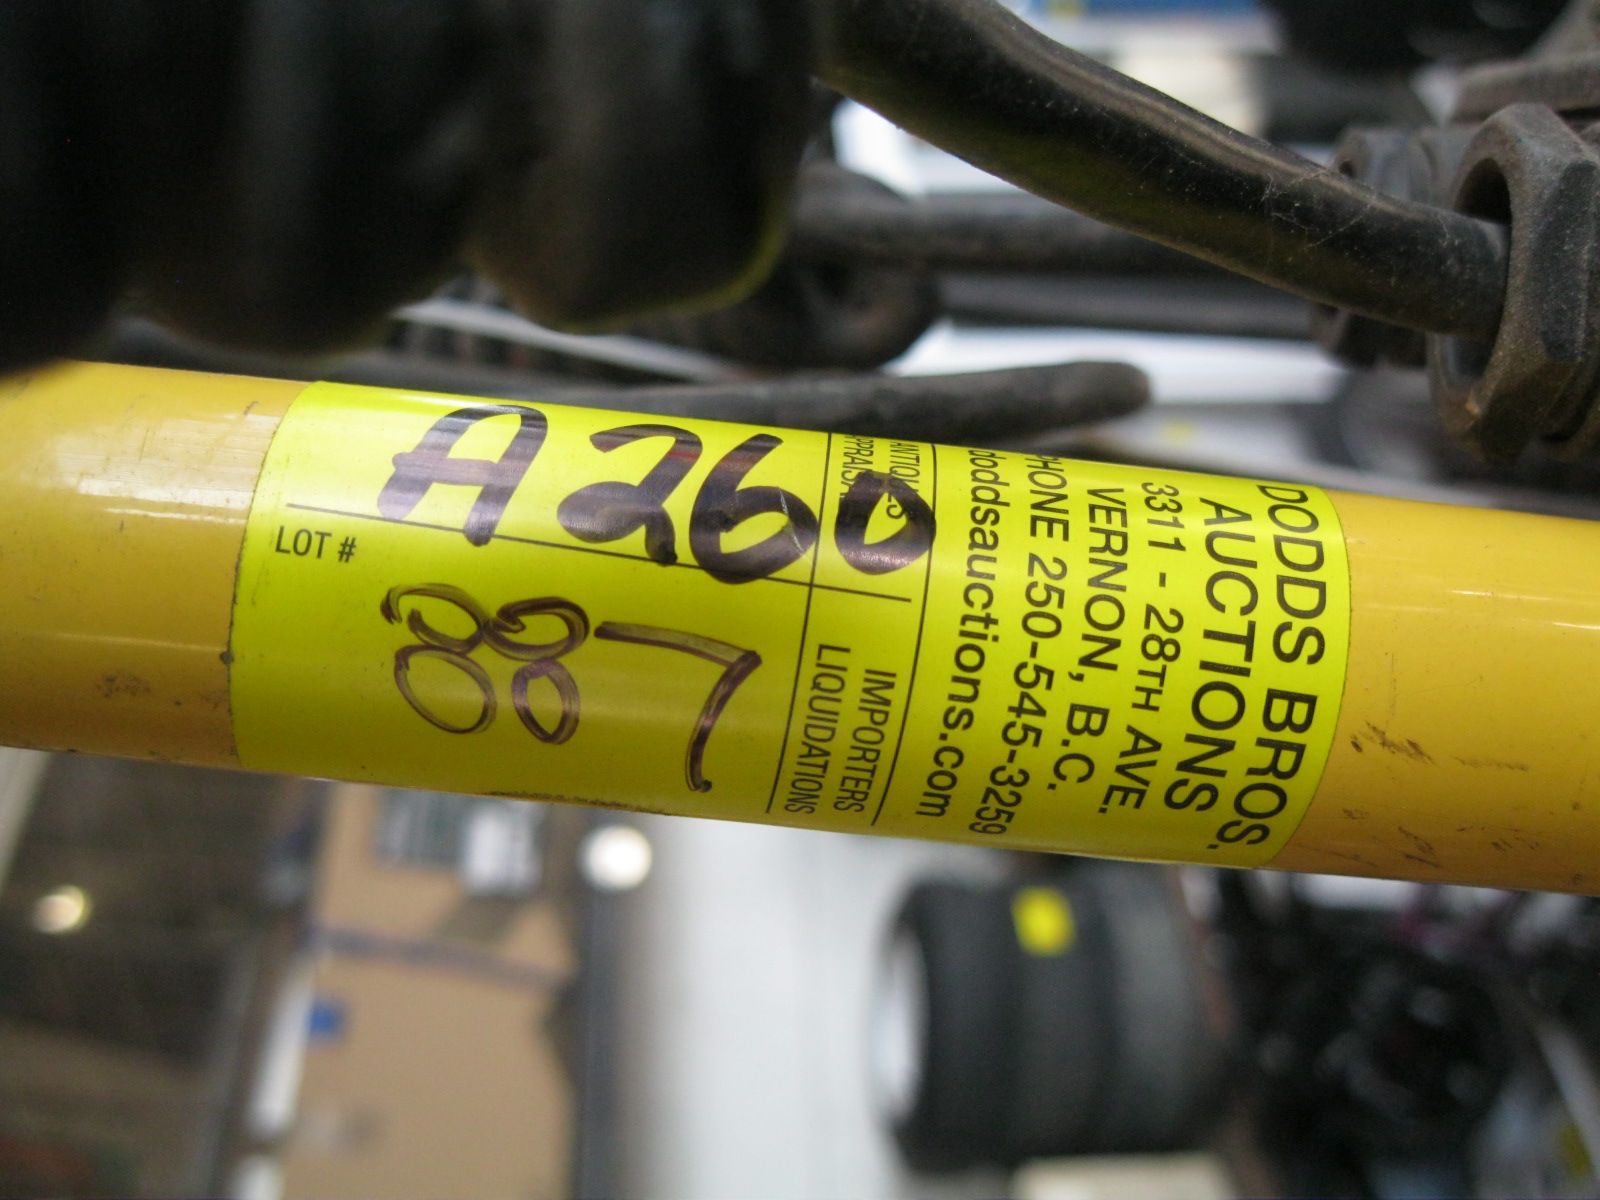 DODDS BROS.
AUCTIONS
3311 - 28TH AVE.
VERNON, B.C.
PHONE 250-545-3259
doddsauctions.com
ANTIQUES IMPORTERS
APPRAISALS LIQUIDATIONS
A260
LOT #
887